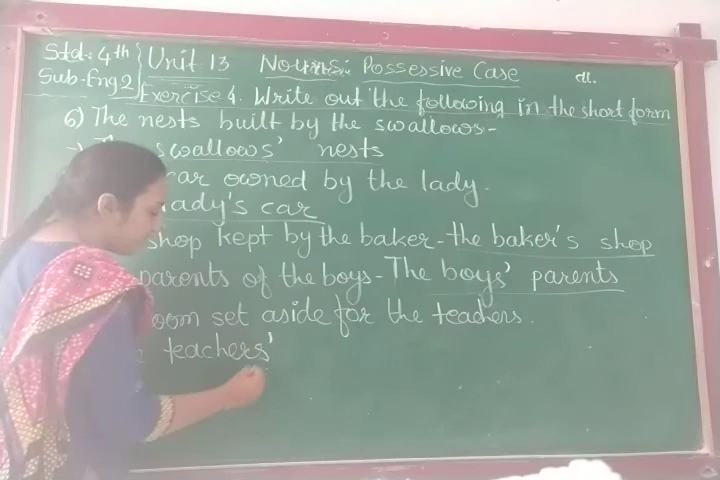 Std: 4th
Sub-Eng 2
Unit 13 Nouns: Possessive Case
Exercise 4. Write out the following in the short form
6) The nests built by the swallows-
swallows' nests
car owned by the lady.
lady's car
shop kept by the baker-the baker's shop
parents of the boys-The boys' parents
oom set aside for the teachers.
teachers'